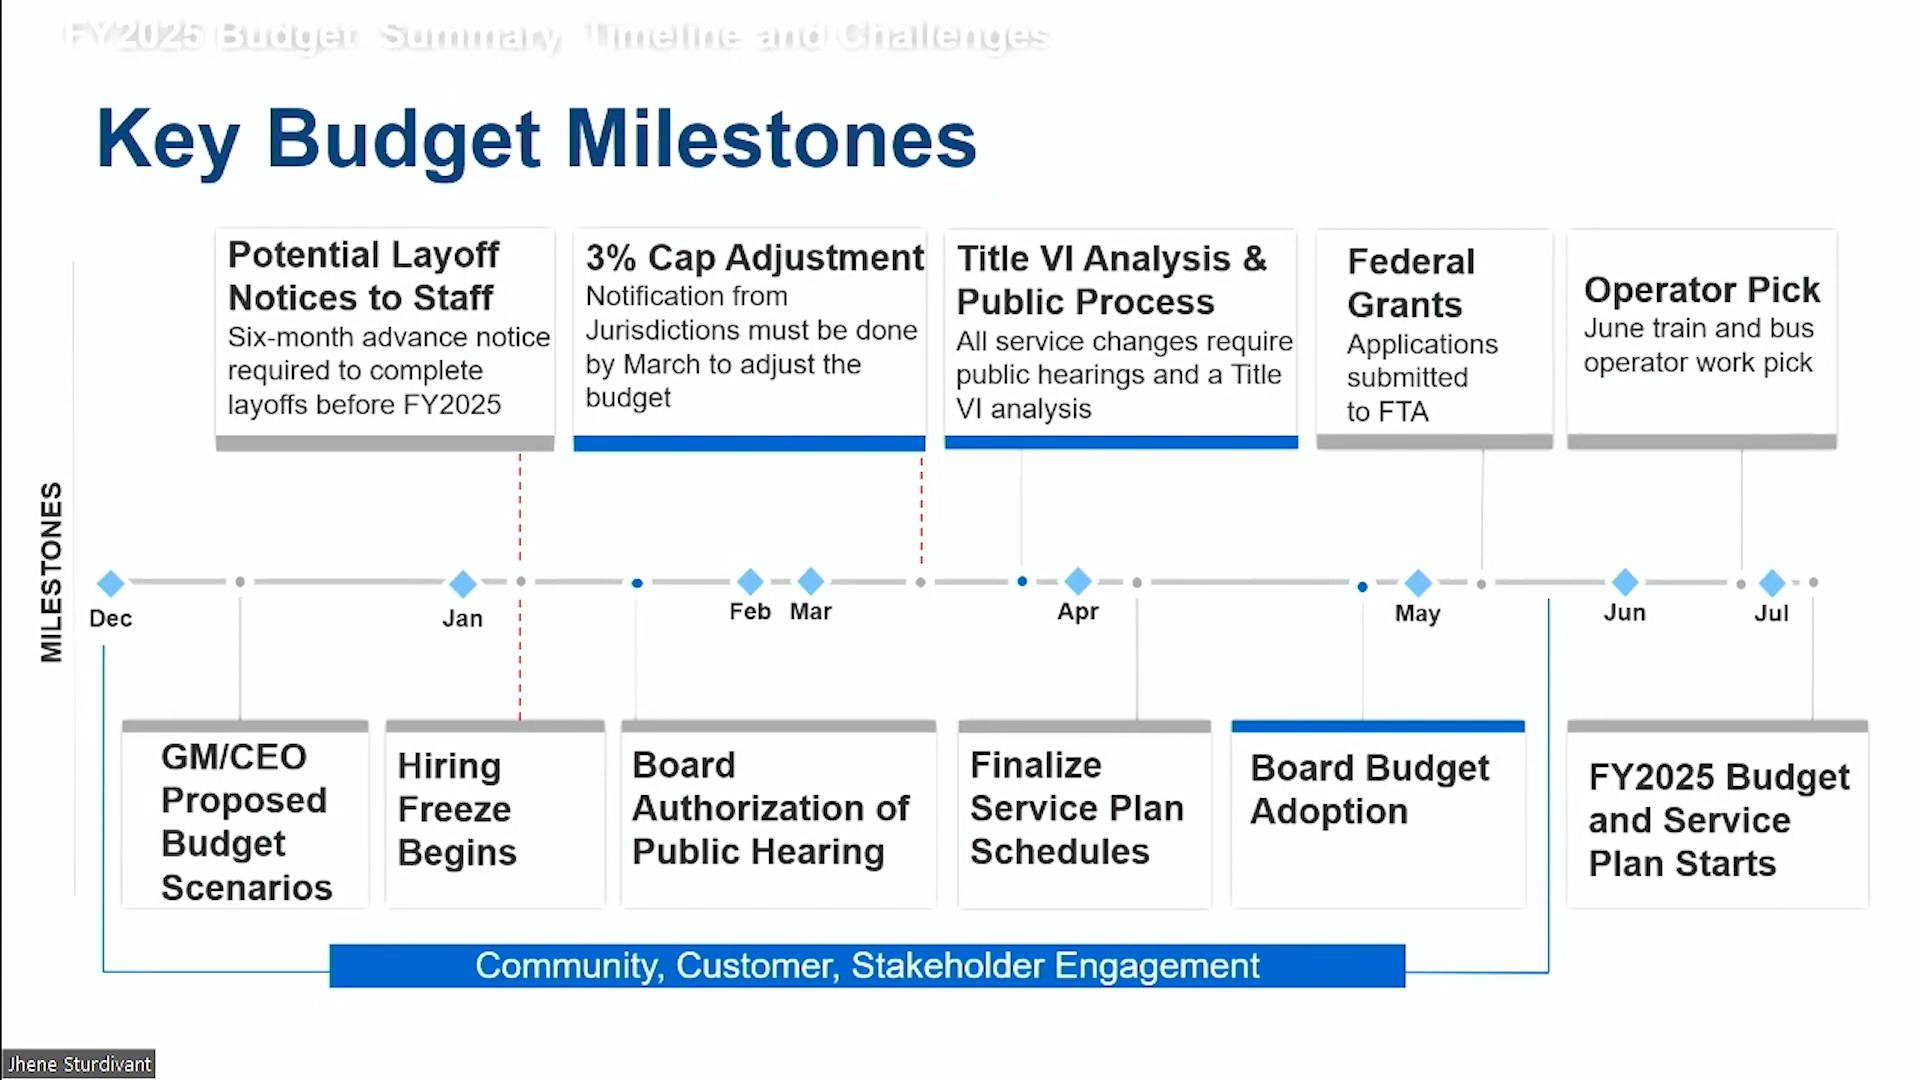 FY2025 Budget Summary, Timeline and Challenges
Key Budget Milestones
Potential Layoff
Notices to Staff
Six-month advance notice
required to complete
layoffs before FY2025
3% Cap Adjustment
Notification from
Jurisdictions must be done
by March to adjust the
budget
Title VI Analysis &
Public Process
All service changes require
public hearings and a Title
VI analysis
Federal
Grants
Applications
submitted
to FTA
Operator Pick
June train and bus
operator work pick
MILESTONES
Dec
Jan
Feb
Mar
Apr
May
Jun
Jul
GM/CEO
Proposed
Budget
Scenarios
Hiring
Freeze
Begins
Board
Authorization of
Public Hearing
Finalize
Service Plan
Schedules
Board Budget
Adoption
FY2025 Budget
and Service
Plan Starts
Community, Customer, Stakeholder Engagement
Jhene Sturdivant